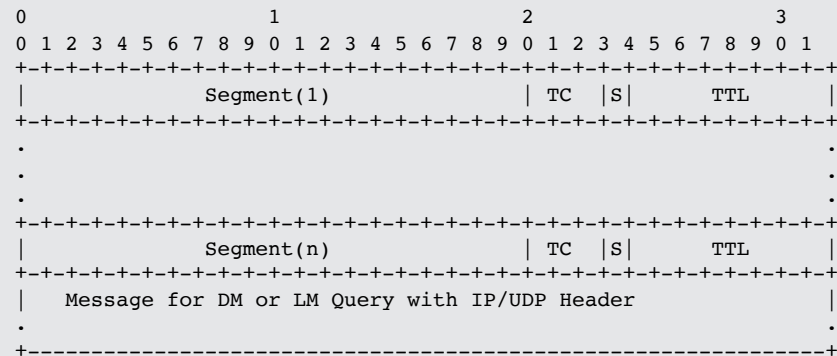 0                   1                   2                   3
0 1 2 3 4 5 6 7 8 9 0 1 2 3 4 5 6 7 8 9 0 1 2 3 4 5 6 7 8 9 0 1
+-+-+-+-+-+-+-+-+-+-+-+-+-+-+-+-+-+-+-+-+-+-+-+-+-+-+-+-+-+-+-+-+
|              Segment(1)               | TC  |S|      TTL      |
+-+-+-+-+-+-+-+-+-+-+-+-+-+-+-+-+-+-+-+-+-+-+-+-+-+-+-+-+-+-+-+-+
.                                                               .
.                                                               .
.                                                               .
+-+-+-+-+-+-+-+-+-+-+-+-+-+-+-+-+-+-+-+-+-+-+-+-+-+-+-+-+-+-+-+-+
|              Segment(n)               | TC  |S|      TTL      |
+-+-+-+-+-+-+-+-+-+-+-+-+-+-+-+-+-+-+-+-+-+-+-+-+-+-+-+-+-+-+-+-+
|   Message for DM or LM Query with IP/UDP Header               |
.                                                               .
+---------------------------------------------------------------+